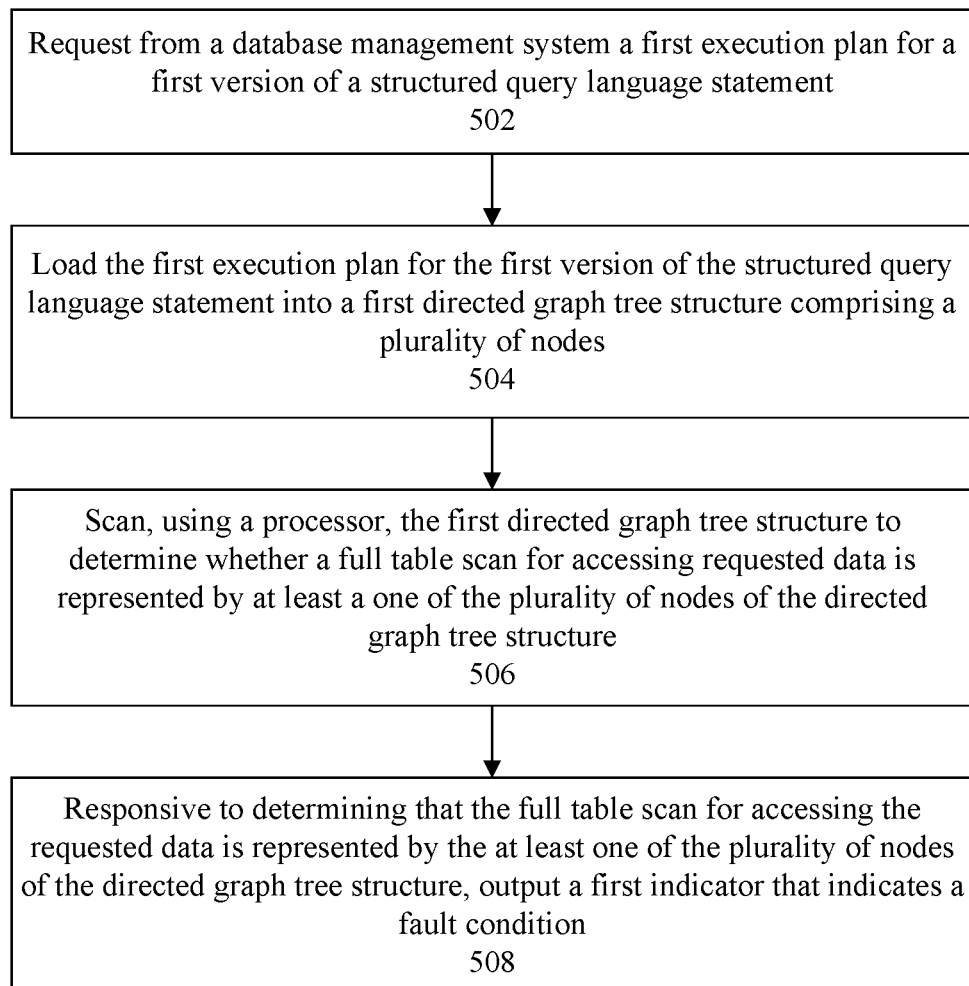 Request from a database management system a first execution plan for a
first version of a structured query language statement
502
Load the first execution plan for the first version of the structured query
language statement into a first directed graph tree structure comprising a
plurality of nodes
504
Scan, using a processor, the first directed graph tree structure to
determine whether a full table scan for accessing requested data is
represented by at least a one of the plurality of nodes of the directed
graph tree structure
506
Responsive to determining that the full table scan for accessing the
requested data is represented by the at least one of the plurality of nodes
of the directed graph tree structure, output a first indicator that indicates a
fault condition
508